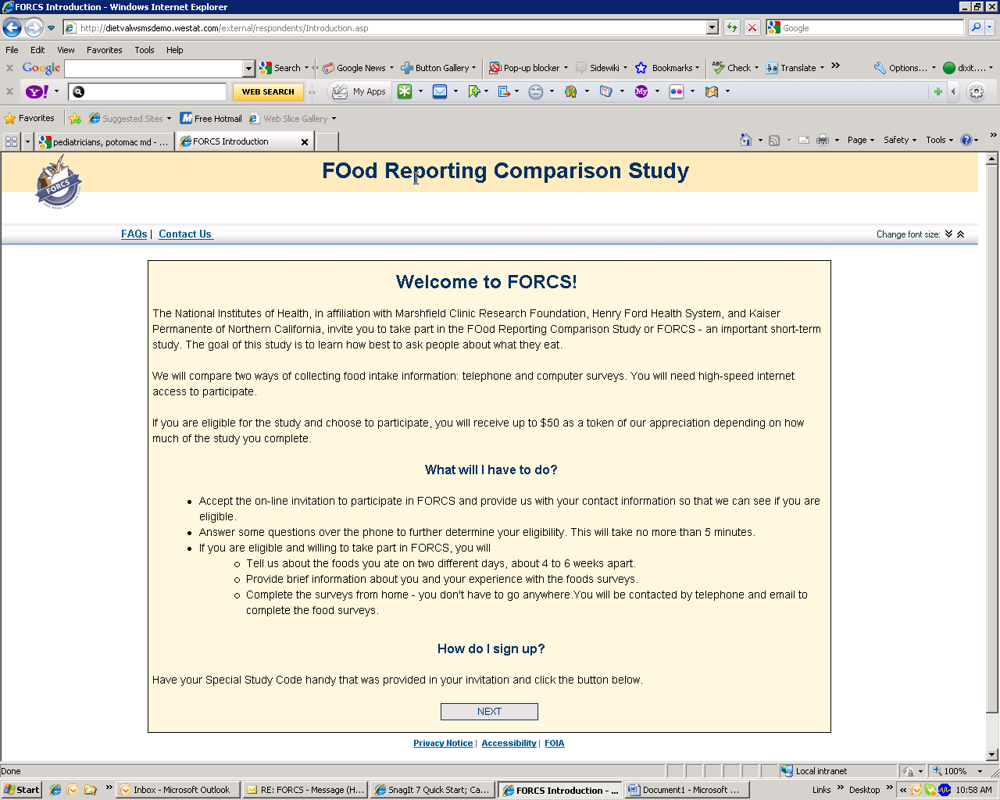 FORCS Introduction - Windows Internet Explorer
http://dietvalwsmsdemo.westat.com/external/respondents/Introduction.asp
Google
File Edit View Favorites Tools Help
Google Search Google News Button Gallery Pop-up blocker Sidewiki Bookmarks Check Translate Options... dixit....
Y! WEB SEARCH My Apps
Favorites Suggested Sites Free Hotmail Web Slice Gallery
pediatricians, potomac md - ... FORCS Introduction Page Safety Tools
FORCS
FOod Reporting Comparison Study
FAQs | Contact Us Change font size:
Welcome to FORCS!
The National Institutes of Health, in affiliation with Marshfield Clinic Research Foundation, Henry Ford Health System, and Kaiser
Permanente of Northern California, invite you to take part in the FOod Reporting Comparison Study or FORCS - an important short-term
study. The goal of this study is to learn how best to ask people about what they eat.
We will compare two ways of collecting food intake information: telephone and computer surveys. You will need high-speed internet
access to participate.
If you are eligible for the study and choose to participate, you will receive up to $50 as a token of our appreciation depending on how
much of the study you complete.
What will I have to do?
Accept the on-line invitation to participate in FORCS and provide us with your contact information so that we can see if you are
eligible.
Answer some questions over the phone to further determine your eligibility. This will take no more than 5 minutes.
If you are eligible and willing to take part in FORCS, you will
Tell us about the foods you ate on two different days, about 4 to 6 weeks apart.
Provide brief information about you and your experience with the foods surveys.
Complete the surveys from home - you don't have to go anywhere.You will be contacted by telephone and email to
complete the food surveys.
How do I sign up?
Have your Special Study Code handy that was provided in your invitation and click the button below.
NEXT
Privacy Notice | Accessibility | FOIA
Done Local intranet 100%
Start Inbox - Microsoft Outlook RE: FORCS - Message (H... SnagIt 7 Quick Start; Ca... FORCS Introduction - ... Document1 - Microsoft ... Links Desktop 10:58 AM